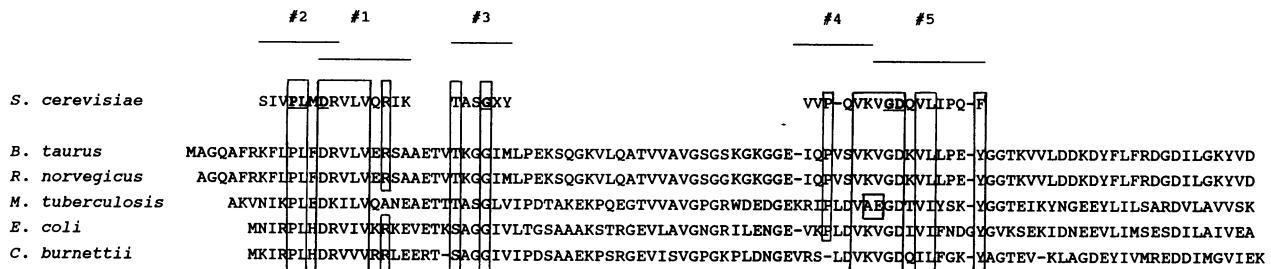 #2 #1 #3 #4 #5
S. cerevisiae SIVPLMDRVLVQRIK TASGXY VVP-QVKVGDQVLIPQ-F
B. taurus MAGQAFRKFLPLFDRVLVERSAAETVTKGGIMLPEKSQGKVLQATVVAVGSGSKGKGGE-IQPVSVKVGDKVLLPE-YGGTKVVLDDKDYFLFRDGDILGKYVD
R. norvegicus AGQAFRKFLPLFDRVLVERSAAETVTKGGIMLPEKSQGKVLQATVVAVGSGSKGKGGE-IQPVSVKVGDKVLLPE-YGGTKVVLDDKDYFLFRDGDILGKYVD
M. tuberculosis AKVNIKPLEDKILVQANEAETTTASGLVIPDTAKEKPQEGTVVAVGPGRWDEDGEKRIPLDVAEGDTVIYSK-YGGTEIKYNGEEYLILSARDVLAVVSK
E. coli MNIRPLHDRVIVKRKEVETKSAGGIVLTGSAAAKSTRGEVLAVGNGRILENGE-VKPLDVKVGDIVIFNDGYGVKSEKIDNEEVLIMSESDILAIVEA
C. burnettii MKIRPLHDRVVVRRLEERT-SAGGIVIPDSAAEKPSRGEVISVGPGKPLDNGEVRS-LDVKVGDQILFGK-YAGTEV-KLAGDEYIVMREDDIMGVIEK